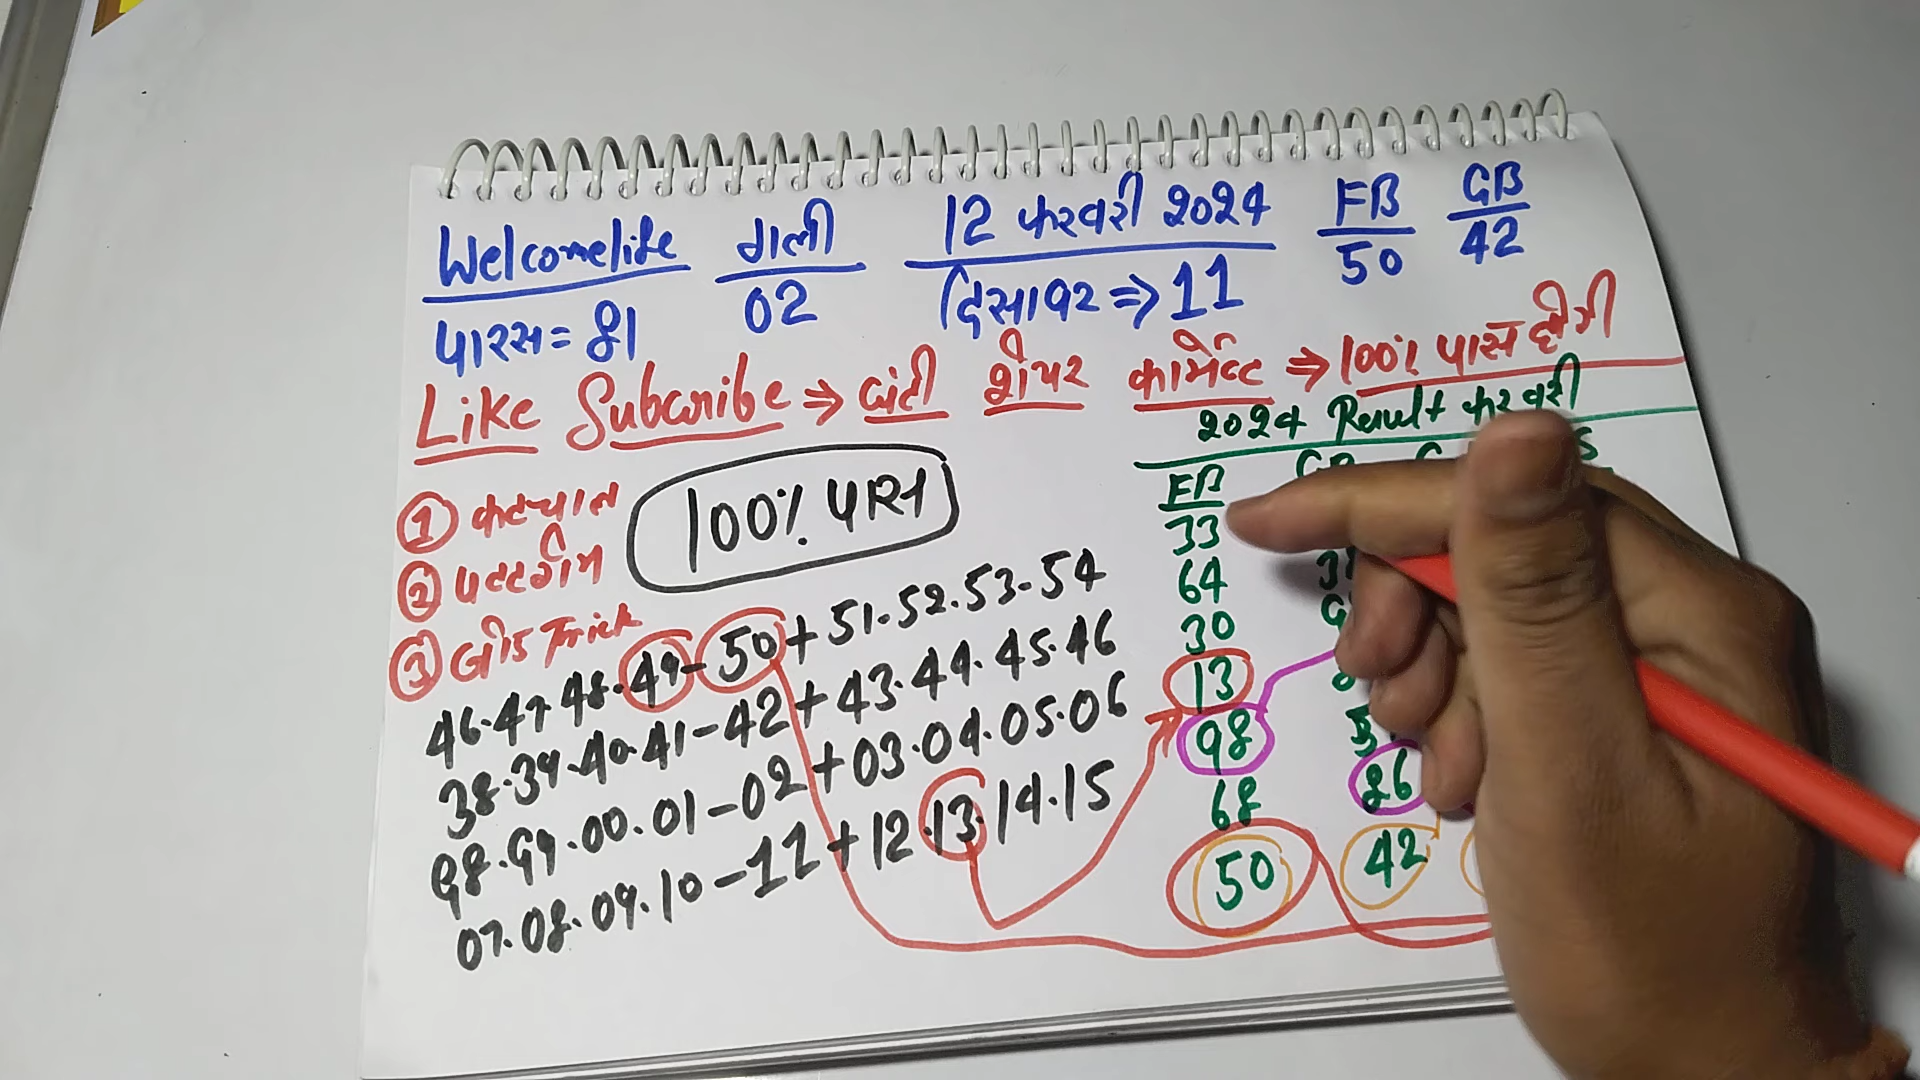 Welcomelife गली 12 फरवरी 2024 FB GB
पारस = 81 02 दिसावर ⇒ 11 50 42
Like Subcribe ⇒ घंटी शेयर कामेन्ट ⇒ 100% पास होगी
2024 Result फरवरी
① कल्याण
② पलटगेम
③ जोड Trick
100% पास
46.47.48.49-50+51.52.53.54
38.39.40.41-42+43.44.45.46
98.99.00.01-02+03.04.05.06
07.08.09.10-11+12.13.14.15
FB
33
64
30
13
98
68 26
50 42